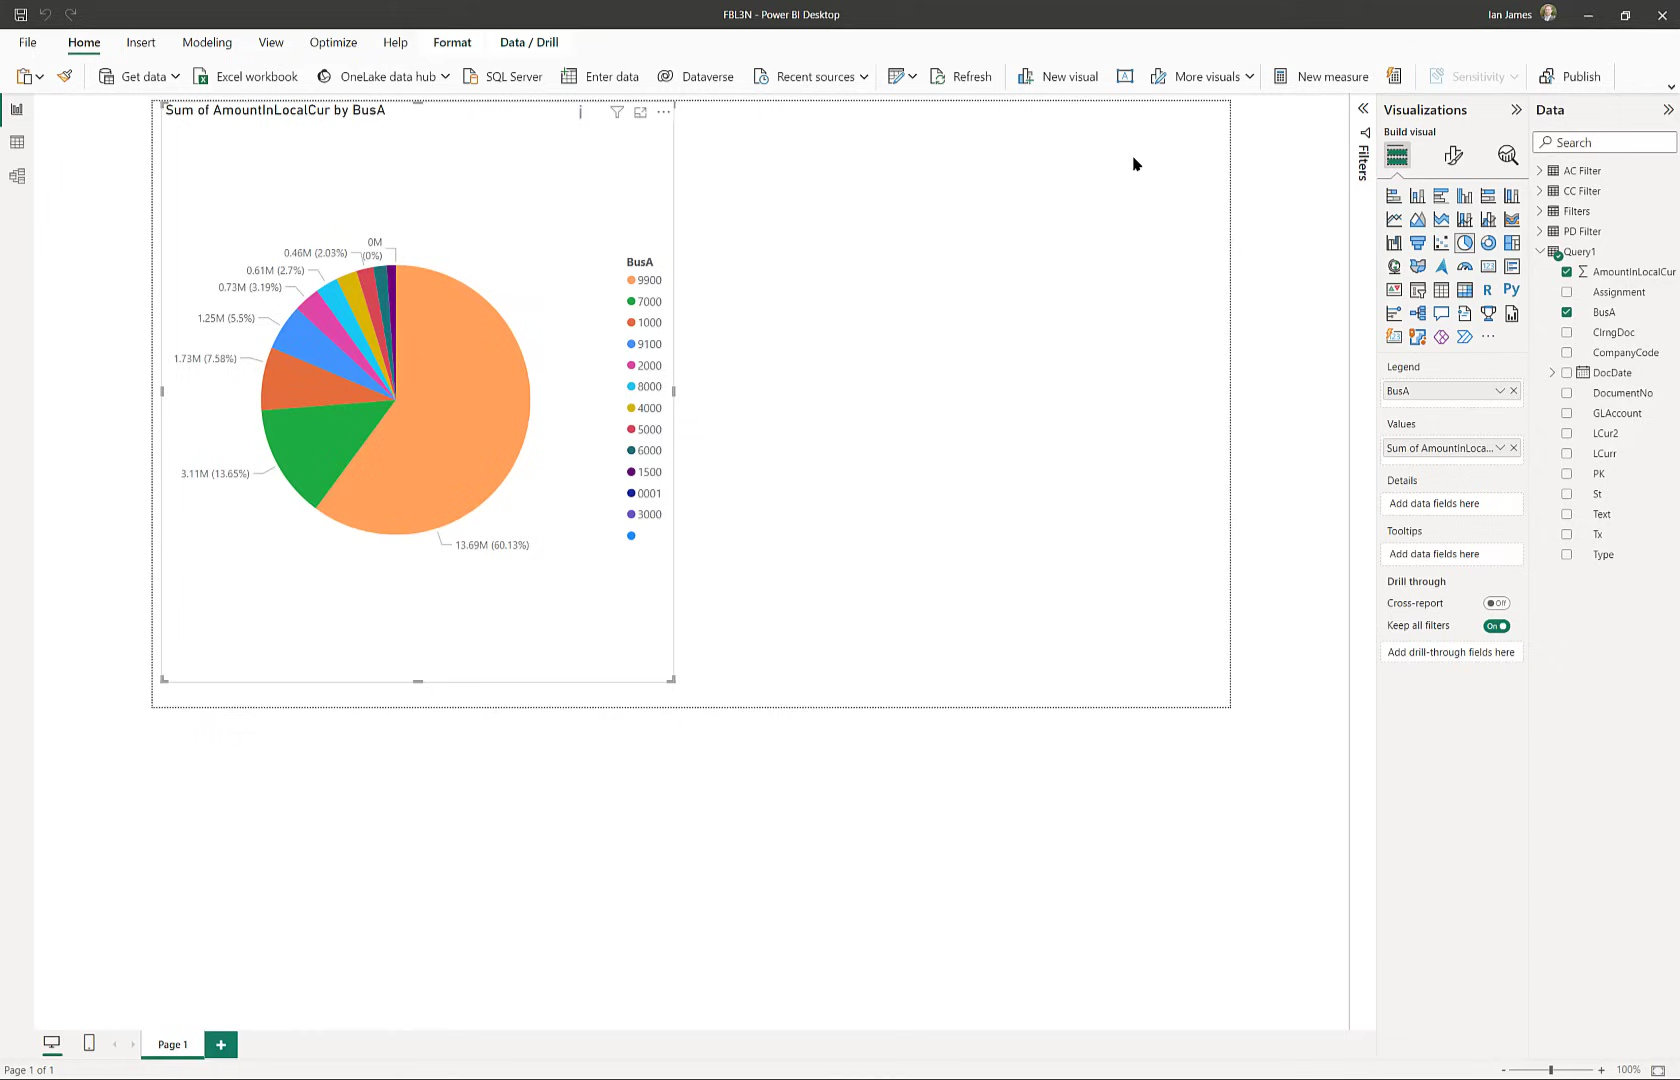 FBL3N - Power BI Desktop
Ian James
File Home Insert Modeling View Optimize Help Format Data / Drill
Get data Excel workbook OneLake data hub SQL Server Enter data Dataverse Recent sources Refresh New visual More visuals New measure Sensitivity Publish
Sum of AmountInLocalCur by BusA
0M
(0%)
0.46M (2.03%)
0.61M (2.7%)
0.73M (3.19%)
1.25M (5.5%)
1.73M (7.58%)
3.11M (13.65%)
13.69M (60.13%)
BusA
9900
7000
1000
9100
2000
8000
4000
5000
6000
1500
0001
3000
Filters
Visualizations
Build visual
R
Py
123
Legend
BusA
Values
Sum of AmountInLoca...
Details
Add data fields here
Tooltips
Add data fields here
Drill through
Cross-report Off
Keep all filters On
Add drill-through fields here
Data
Search
AC Filter
CC Filter
Filters
PD Filter
Query1
AmountInLocalCur
Assignment
BusA
ClrngDoc
CompanyCode
DocDate
DocumentNo
GLAccount
LCur2
LCurr
PK
St
Text
Tx
Type
Page 1
Page 1 of 1
100%